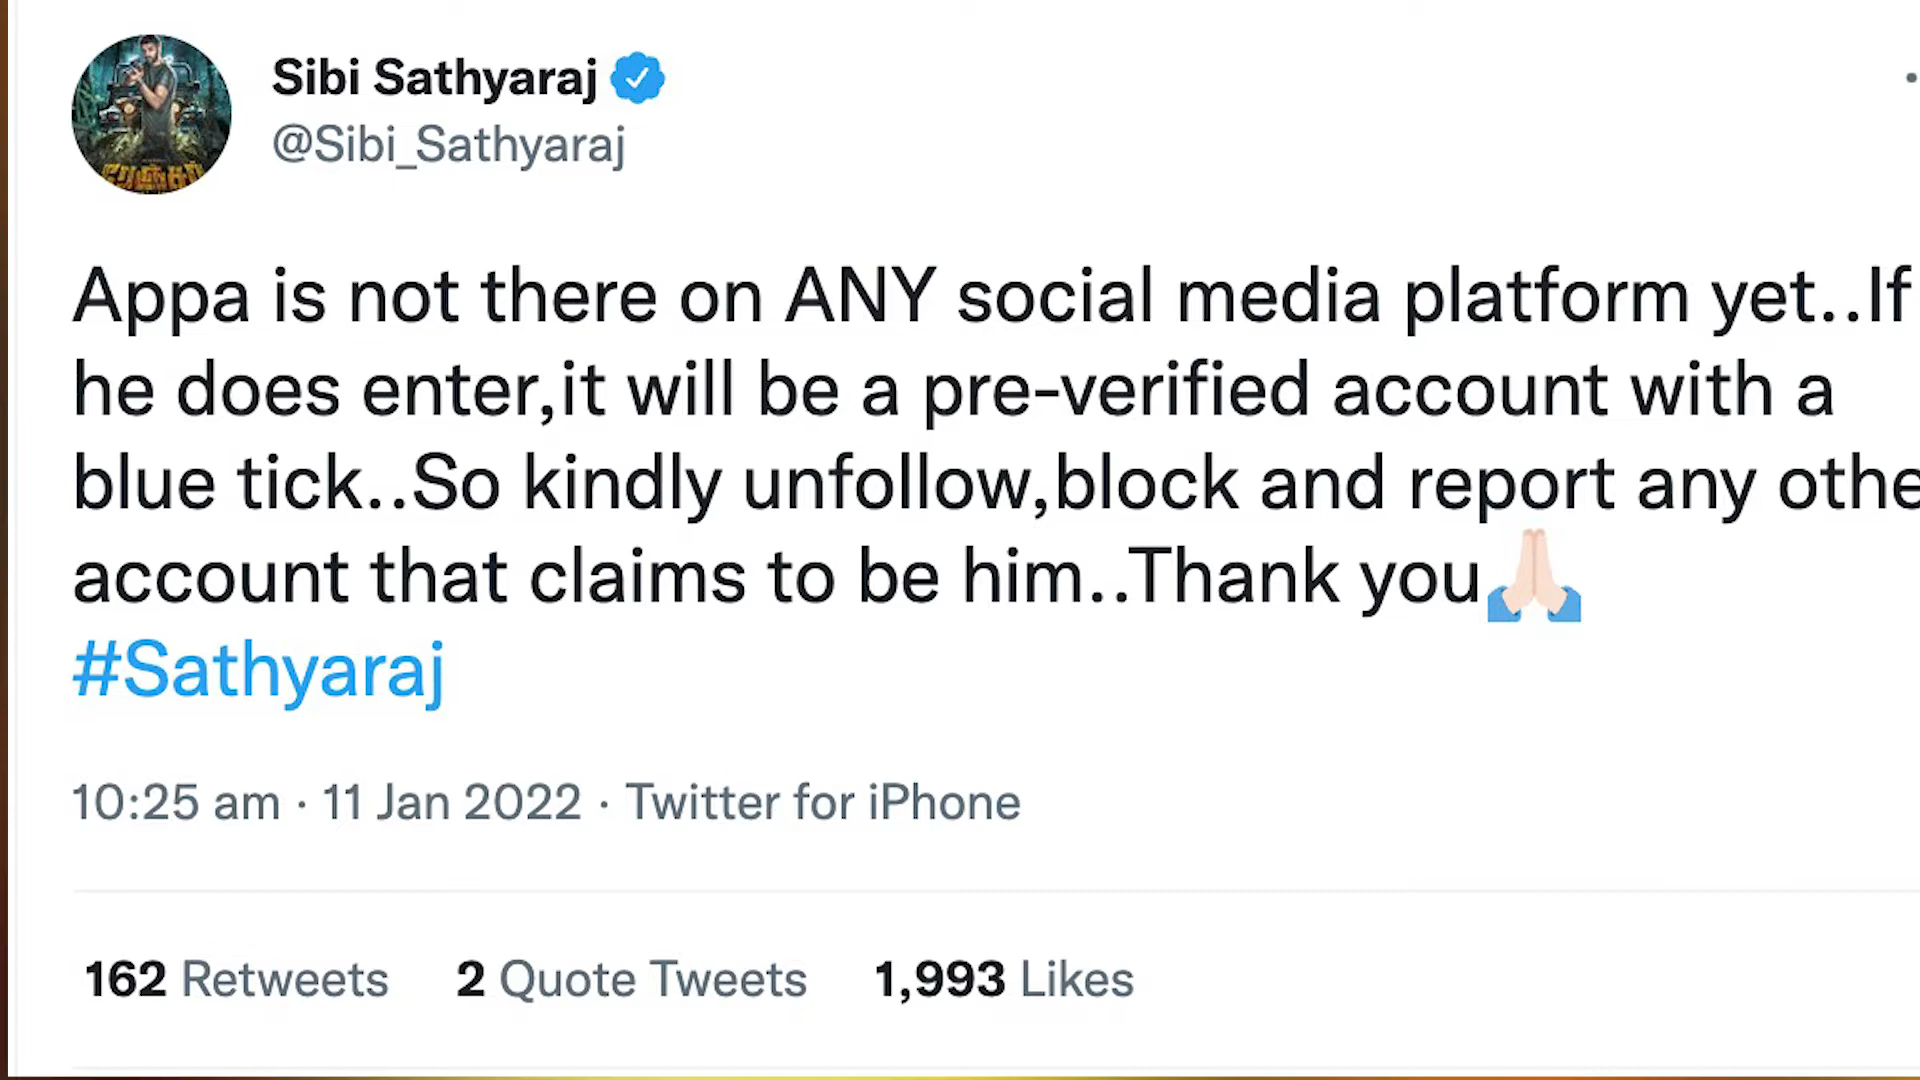 Sibi Sathyaraj
@Sibi_Sathyaraj
Appa is not there on ANY social media platform yet..If
he does enter,it will be a pre-verified account with a
blue tick..So kindly unfollow,block and report any othe
account that claims to be him..Thank you🙏🏻
#Sathyaraj
10:25 am · 11 Jan 2022 · Twitter for iPhone
162 Retweets 2 Quote Tweets 1,993 Likes